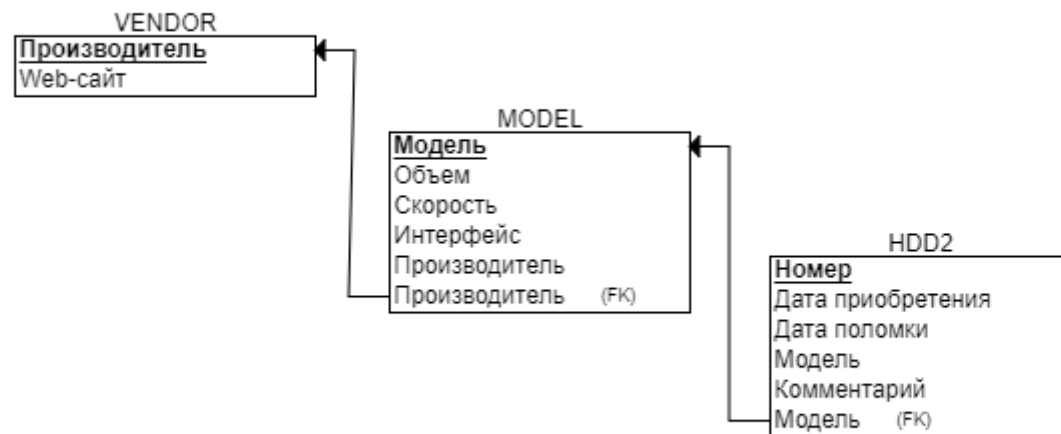 VENDOR
Производитель
Web-сайт
MODEL
Модель
Объем
Скорость
Интерфейс
Производитель
Производитель (FK)
HDD2
Номер
Дата приобретения
Дата поломки
Модель
Комментарий
Модель (FK)